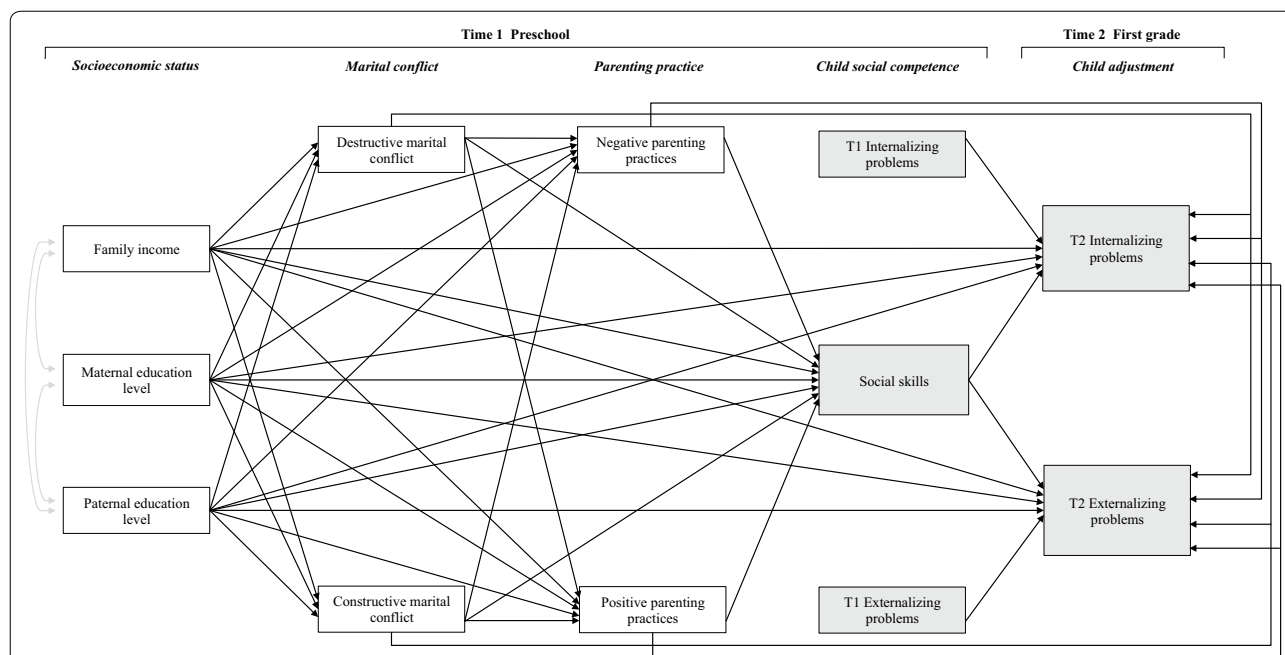 Time 1  Preschool
Time 2  First grade
Socioeconomic status
Marital conflict
Parenting practice
Child social competence
Child adjustment
Destructive marital
conflict
Negative parenting
practices
T1 Internalizing
problems
Family income
T2 Internalizing
problems
Maternal education
level
Social skills
Paternal education
level
T2 Externalizing
problems
Constructive marital
conflict
Positive parenting
practices
T1 Externalizing
problems